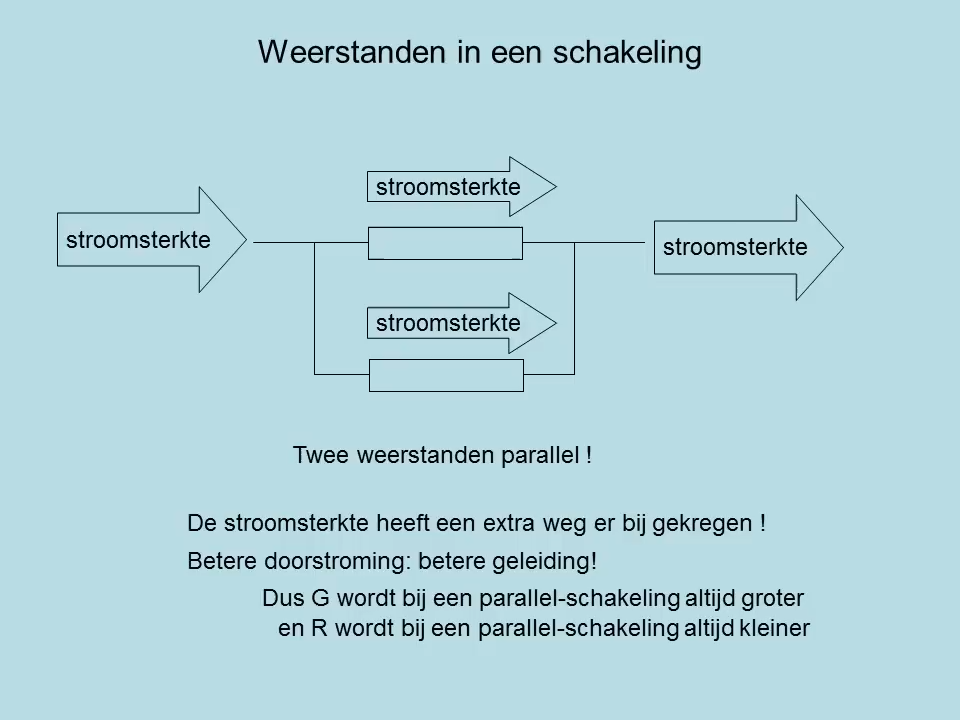 Weerstanden in een schakeling
stroomsterkte
stroomsterkte
stroomsterkte
stroomsterkte
Twee weerstanden parallel !
De stroomsterkte heeft een extra weg er bij gekregen !
Betere doorstroming: betere geleiding!
Dus G wordt bij een parallel-schakeling altijd groter
en R wordt bij een parallel-schakeling altijd kleiner